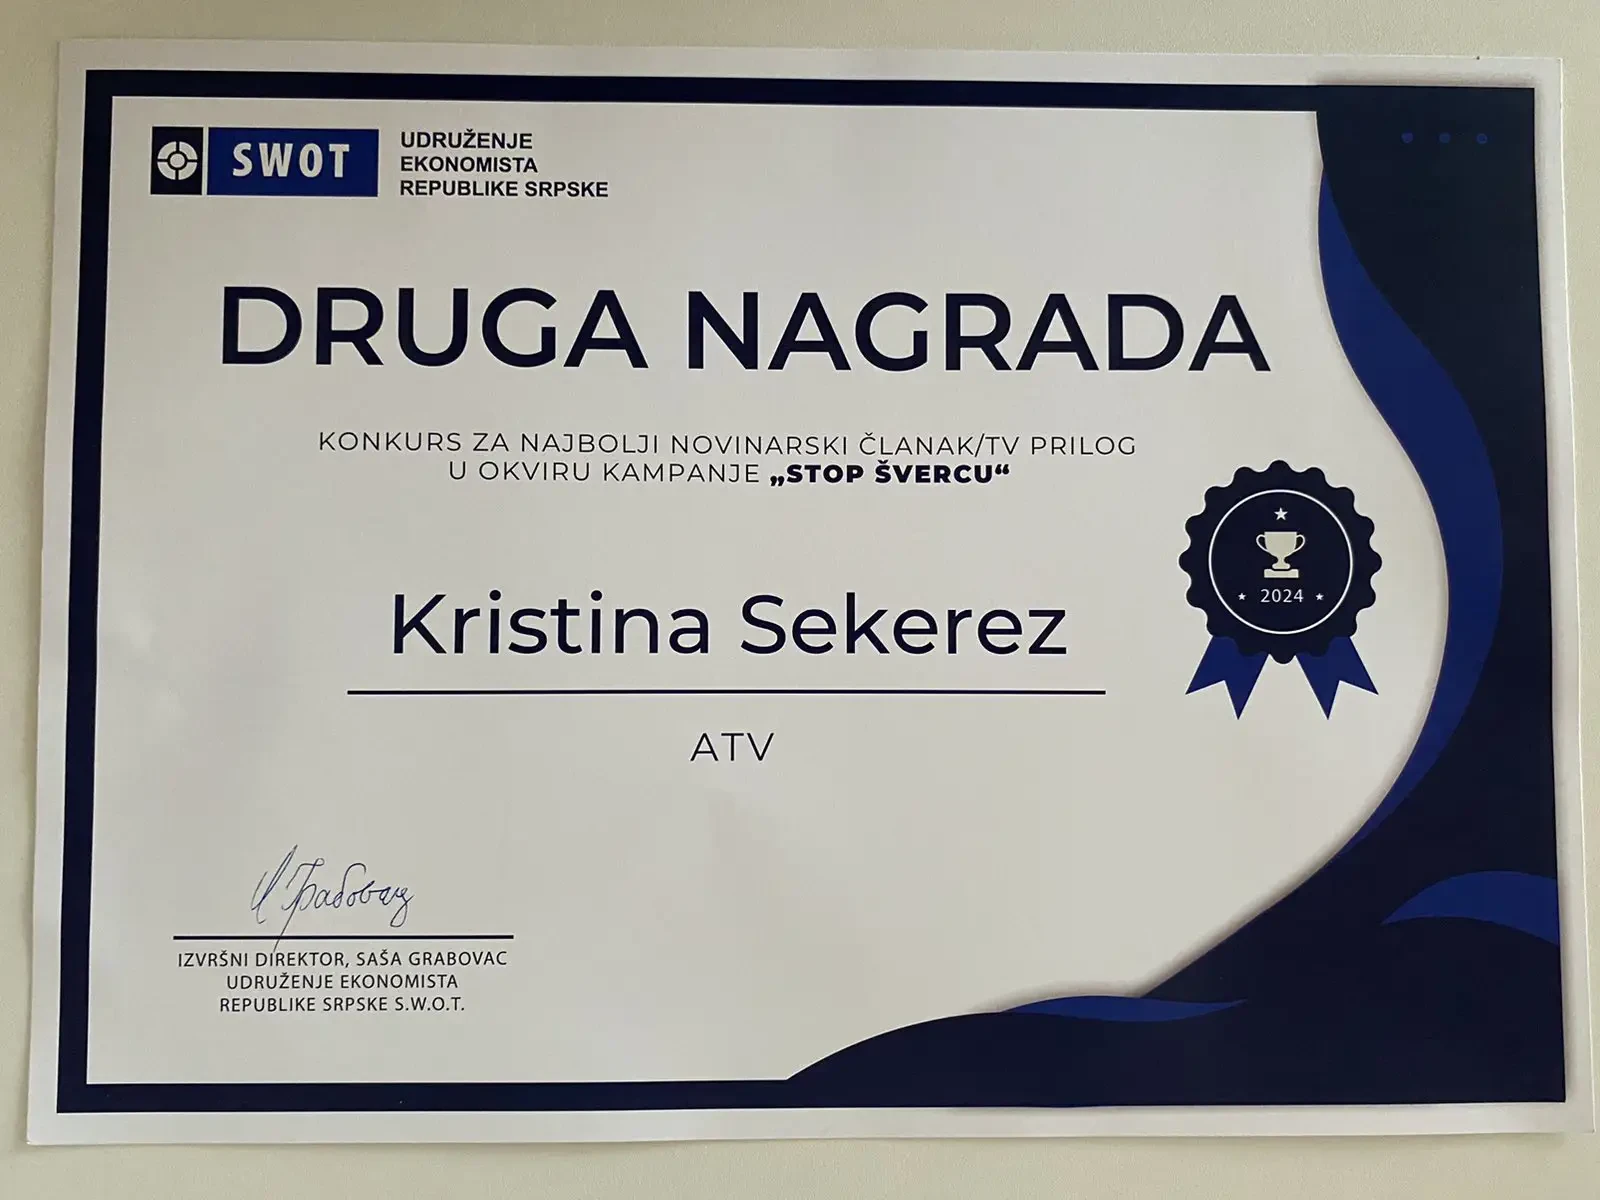 SWOT
UDRUŽENJE
EKONOMISTA
REPUBLIKE SRPSKE
DRUGA NAGRADA
KONKURS ZA NAJBOLJI NOVINARSKI ČLANAK/TV PRILOG
U OKVIRU KAMPANJE „STOP ŠVERCU“
2024
Kristina Sekerez
ATV
IZVRŠNI DIREKTOR, SAŠA GRABOVAC
UDRUŽENJE EKONOMISTA
REPUBLIKE SRPSKE S.W.O.T.